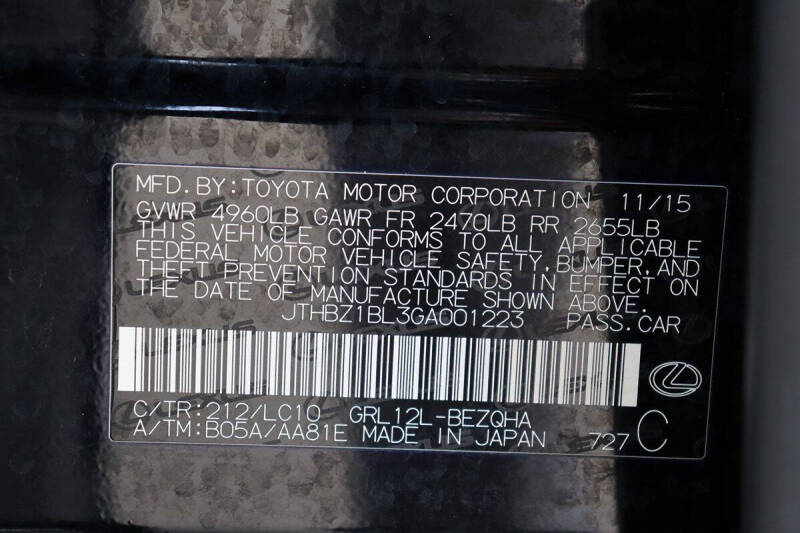 MFD. BY: TOYOTA MOTOR CORPORATION 11/15
GVWR 4960LB GAWR FR 2470LB RR 2655LB
THIS VEHICLE CONFORMS TO ALL APPLICABLE
FEDERAL MOTOR VEHICLE SAFETY, BUMPER, AND
THEFT PREVENTION STANDARDS IN EFFECT ON
THE DATE OF MANUFACTURE SHOWN ABOVE.
JTHBZ1BL3GA001223 PASS. CAR
C/TR: 212/LC10 GRL12L-BEZQHA
A/TM: B05A/AA81E MADE IN JAPAN 727 C